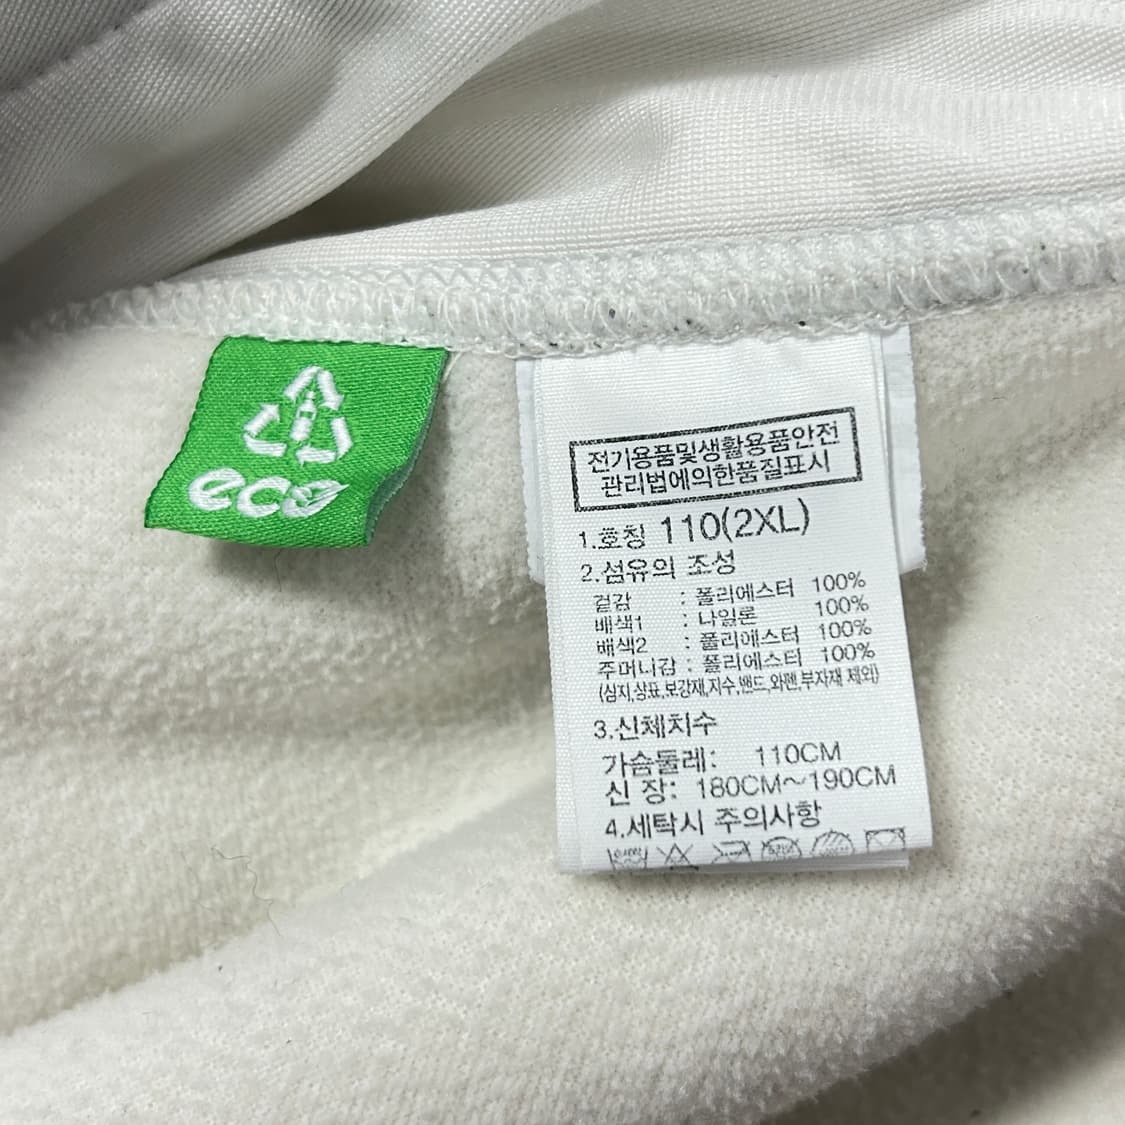 eco
전기용품및생활용품안전
관리법에의한품질표시
1.호칭 110(2XL)
2.섬유의 조성
겉감 : 폴리에스터 100%
배색1 : 나일론 100%
배색2 : 폴리에스터 100%
주머니감 : 폴리에스터 100%
(심지,상표,보강재,자수,밴드,와펜,부자재 제외)
3.신체치수
가슴둘레: 110CM
신 장: 180CM~190CM
4.세탁시 주의사항